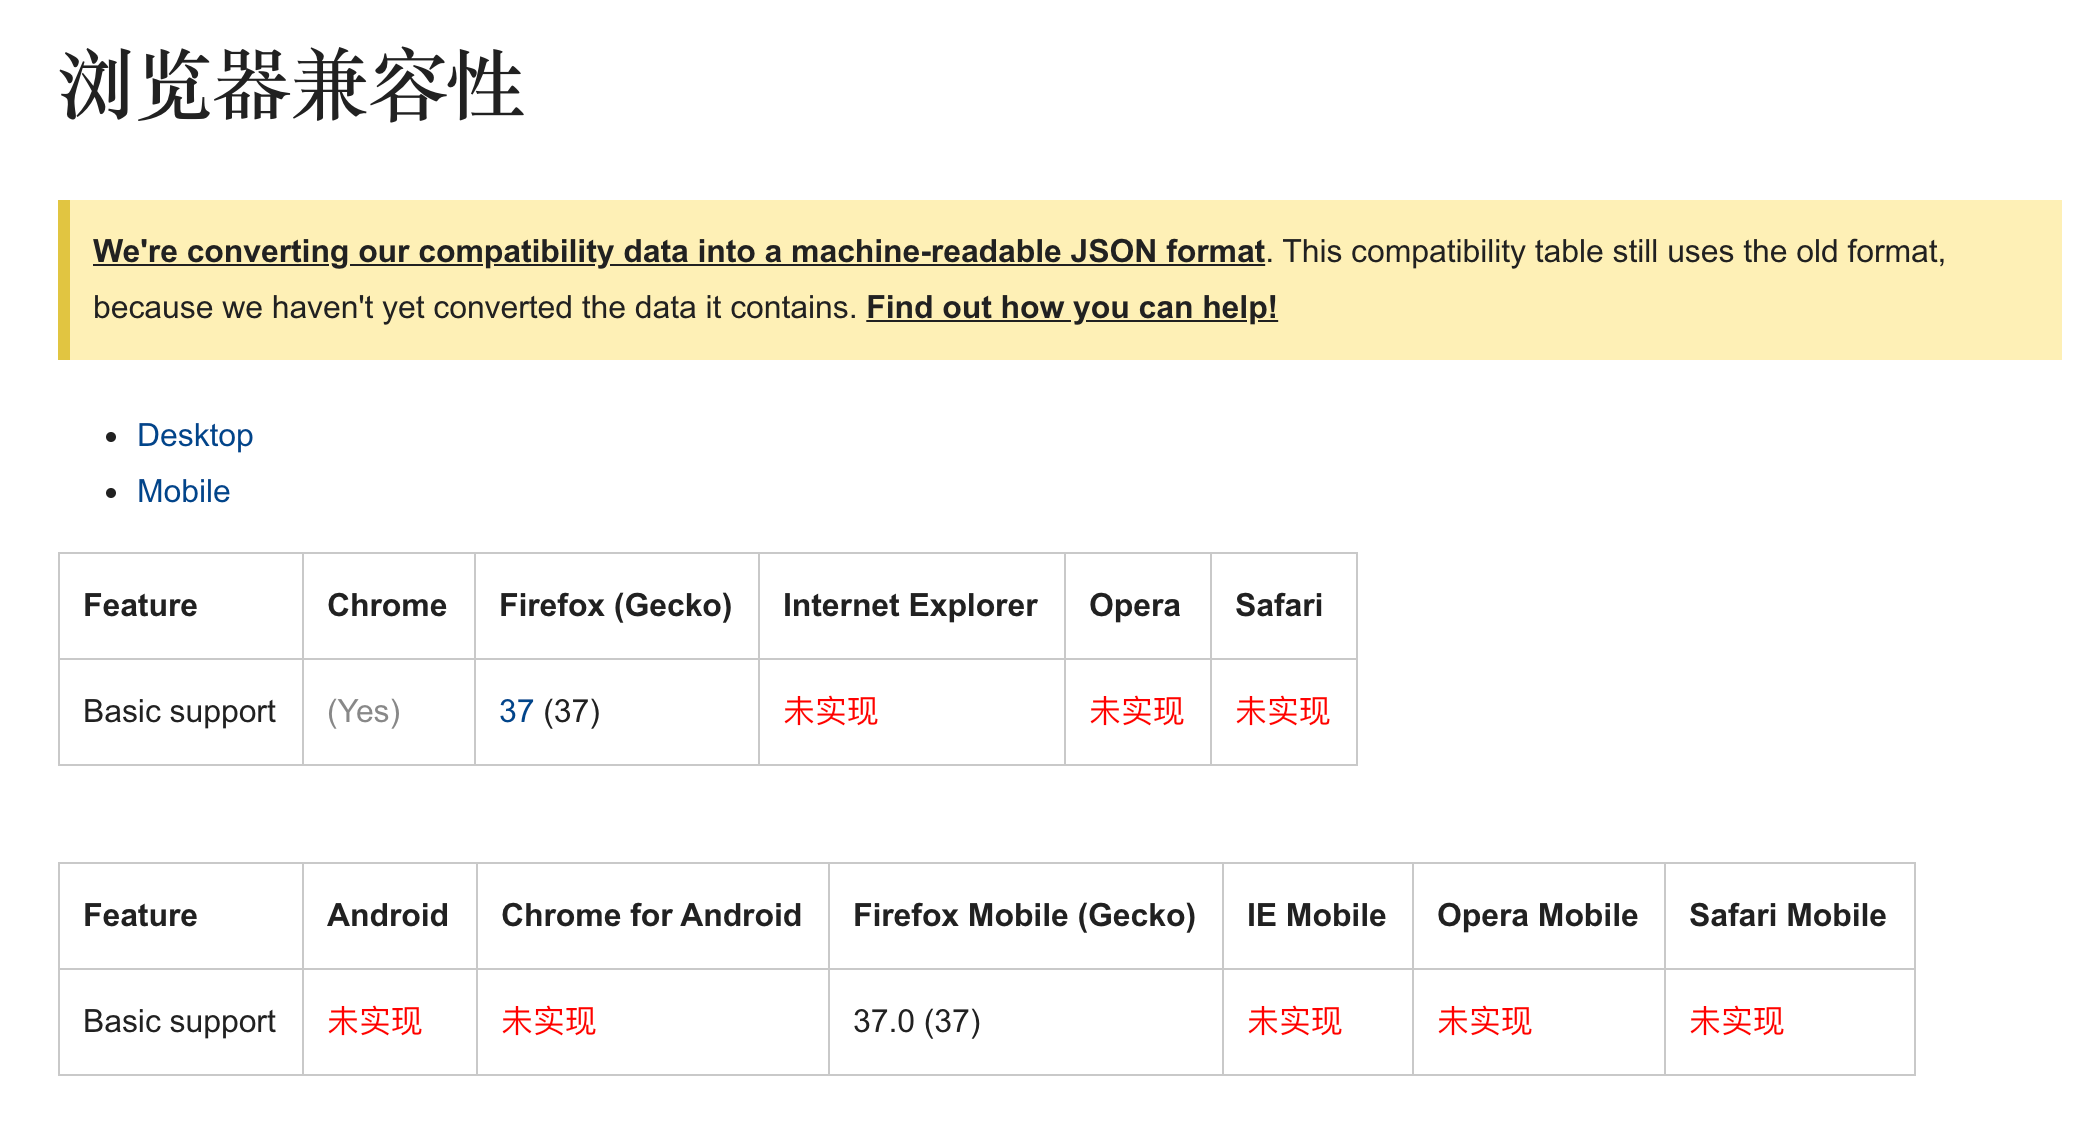 浏览器兼容性
We're converting our compatibility data into a machine-readable JSON format. This compatibility table still uses the old format,
because we haven't yet converted the data it contains. Find out how you can help!
Desktop
Mobile
Feature Chrome Firefox (Gecko) Internet Explorer Opera Safari
Basic support (Yes) 37 (37) 未实现 未实现 未实现
Feature Android Chrome for Android Firefox Mobile (Gecko) IE Mobile Opera Mobile Safari Mobile
Basic support 未实现 未实现 37.0 (37) 未实现 未实现 未实现